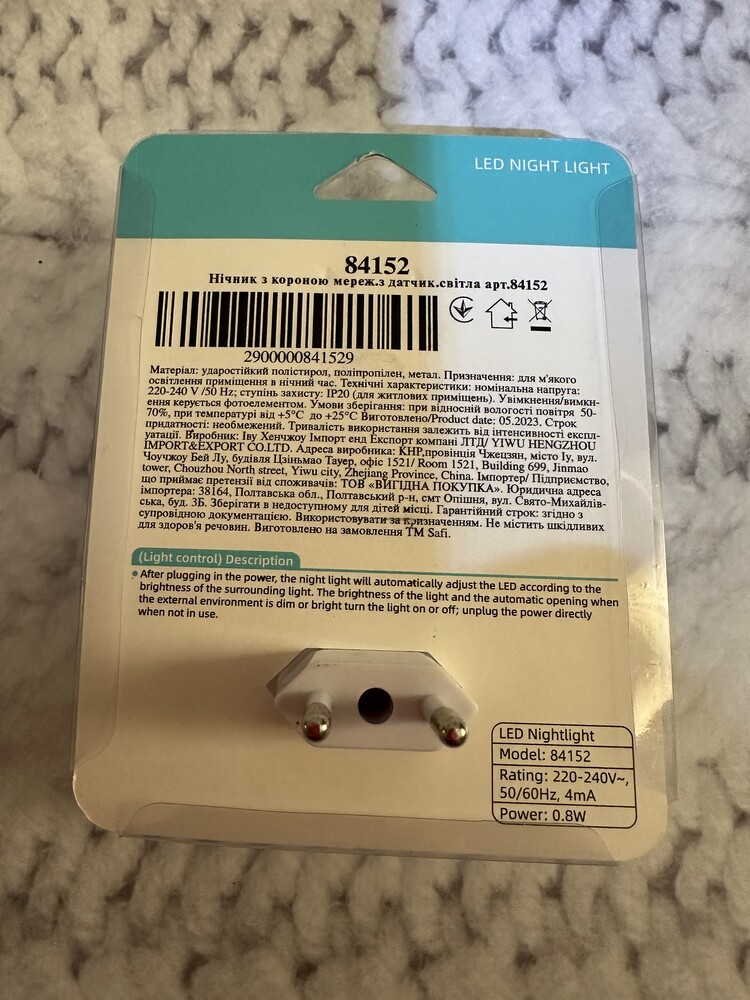 LED NIGHT LIGHT
84152
Нічник з короною мереж.з датчик.світла арт.84152
2900000841529
Матеріал: ударостійкий полістирол, поліпропілен, метал. Призначення: для м'якого
освітлення приміщення в нічний час. Технічні характеристики: номінальна напруга:
220-240 V /50 Hz; ступінь захисту: IP20 (для житлових приміщень). Увімкнення/вимкн-
ення керується фотоелементом. Умови зберігання: при відносній вологості повітря 50-
70%, при температурі від +5°C до +25°C Виготовлено/Product date: 05.2023. Строк
придатності: необмежений. Тривалість використання залежить від інтенсивності експл-
уатації. Виробник: Іву Хенчжоу Імпорт енд Експорт компані ЛТД/ YIWU HENGZHOU
IMPORT&EXPORT CO.LTD. Адреса виробника: КНР,провінція Чжецзян, місто Іу, вул.
Чоучжоу Бей Лу, будівля Цзіньмао Тауер, офіс 1521/ Room 1521, Building 699, Jinmao
tower, Chouzhou North street, Yiwu city, Zhejiang Province, China. Імпортер/ Підприємство,
що приймає претензії від споживачів: ТОВ «ВИГІДНА ПОКУПКА». Юридична адреса
імпортера: 38164, Полтавська обл., Полтавський р-н, смт Опішня, вул. Свято-Михайлів-
ська, буд. 3Б. Зберігати в недоступному для дітей місці. Гарантійний строк: згідно з
супровідною документацією. Використовувати за призначенням. Не містить шкідливих
для здоров'я речовин. Виготовлено на замовлення ТМ Safi.
(Light control) Description
• After plugging in the power, the night light will automatically adjust the LED according to the
brightness of the surrounding light. The brightness of the light and the automatic opening when
the external environment is dim or bright turn the light on or off; unplug the power directly
when not in use.
LED Nightlight
Model: 84152
Rating: 220-240V~,
50/60Hz, 4mA
Power: 0.8W